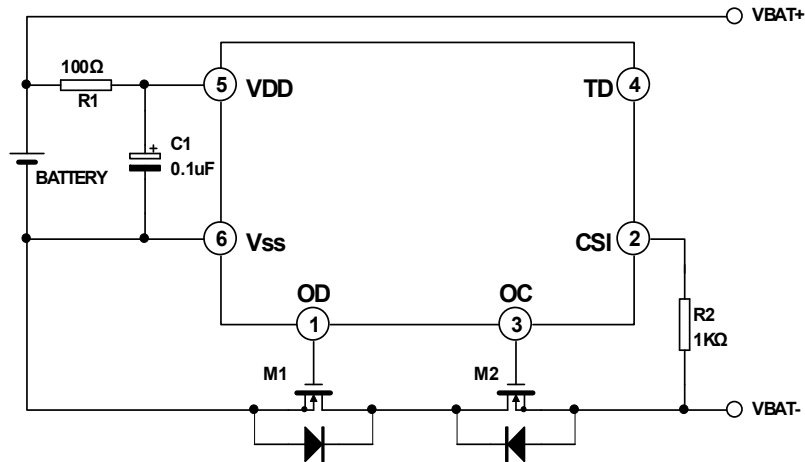 VBAT+
100Ω
R1
5
VDD
TD
4
+
C1
0.1uF
BATTERY
6
Vss
CSI
2
OD
1
OC
3
R2
1KΩ
M1
M2
VBAT-